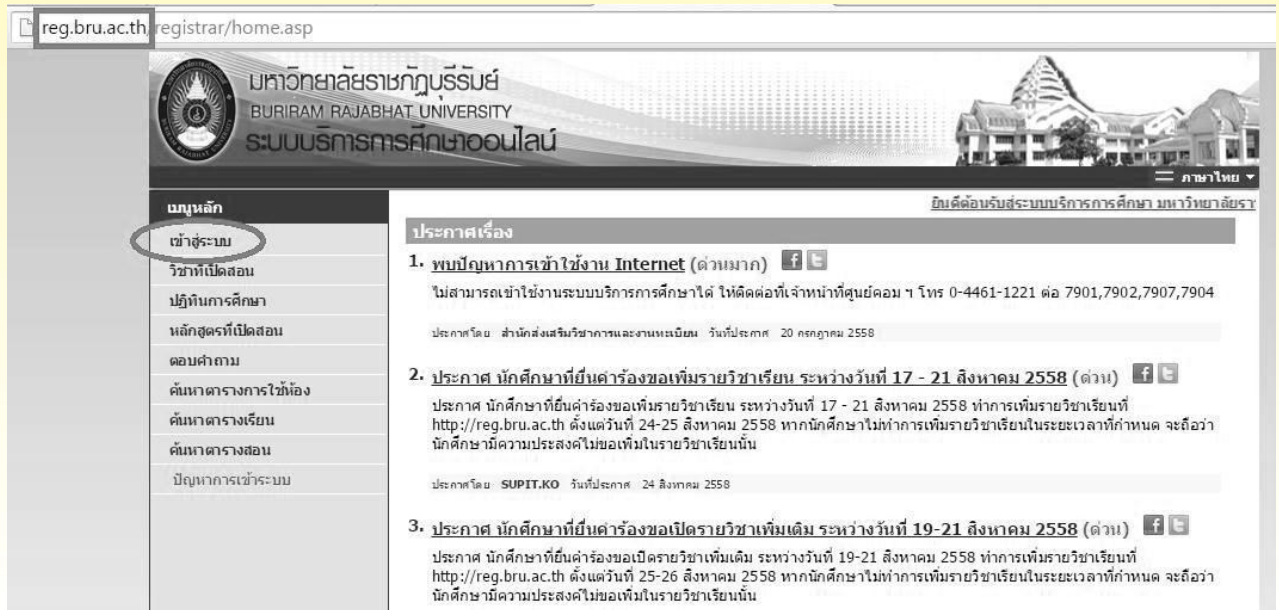 reg.bru.ac.th/registrar/home.asp
มหาวิทยาลัยราชภัฏบุรีรัมย์
BURIRAM RAJABHAT UNIVERSITY
ระบบบริการการศึกษาออนไลน์
ภาษาไทย
เมนูหลัก
ยินดีต้อนรับสู่ระบบบริการการศึกษา มหาวิทยาลัยรา
เข้าสู่ระบบ
วิชาที่เปิดสอน
ปฏิทินการศึกษา
หลักสูตรที่เปิดสอน
ตอบคำถาม
ค้นหาตารางการใช้ห้อง
ค้นหาตารางเรียน
ค้นหาตารางสอน
ปัญหาการเข้าระบบ
ประกาศเรื่อง
1. พบปัญหาการเข้าใช้งาน Internet (ด่วนมาก)
ไม่สามารถเข้าใช้งานระบบบริการการศึกษาได้ ให้ติดต่อที่เจ้าหน้าที่ศูนย์คอม ฯ โทร 0-4461-1221 ต่อ 7901,7902,7907,7904
ประกาศโดย สำนักส่งเสริมวิชาการและงานทะเบียน วันที่ประกาศ 20 กรกฎาคม 2558
2. ประกาศ นักศึกษาที่ยื่นคำร้องขอเพิ่มรายวิชาเรียน ระหว่างวันที่ 17 - 21 สิงหาคม 2558 (ด่วน)
ประกาศ นักศึกษาที่ยื่นคำร้องขอเพิ่มรายวิชาเรียน ระหว่างวันที่ 17 - 21 สิงหาคม 2558 ทำการเพิ่มรายวิชาเรียนที่
http://reg.bru.ac.th ตั้งแต่วันที่ 24-25 สิงหาคม 2558 หากนักศึกษาไม่ทำการเพิ่มรายวิชาเรียนในระยะเวลาที่กำหนด จะถือว่า
นักศึกษามีความประสงค์ไม่ขอเพิ่มในรายวิชาเรียนนั้น
ประกาศโดย SUPIT.KO วันที่ประกาศ 24 สิงหาคม 2558
3. ประกาศ นักศึกษาที่ยื่นคำร้องขอเปิดรายวิชาเพิ่มเติม ระหว่างวันที่ 19-21 สิงหาคม 2558 (ด่วน)
ประกาศ นักศึกษาที่ยื่นคำร้องขอเปิดรายวิชาเพิ่มเติม ระหว่างวันที่ 19-21 สิงหาคม 2558 ทำการเพิ่มรายวิชาเรียนที่
http://reg.bru.ac.th ตั้งแต่วันที่ 25-26 สิงหาคม 2558 หากนักศึกษาไม่ทำการเพิ่มรายวิชาเรียนในระยะเวลาที่กำหนด จะถือว่า
นักศึกษามีความประสงค์ไม่ขอเพิ่มในรายวิชาเรียนนั้น